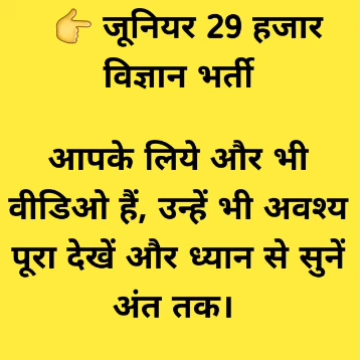 👉 जूनियर 29 हजार
विज्ञान भर्ती
आपके लिये और भी
वीडिओ हैं, उन्हें भी अवश्य
पूरा देखें और ध्यान से सुनें
अंत तक।